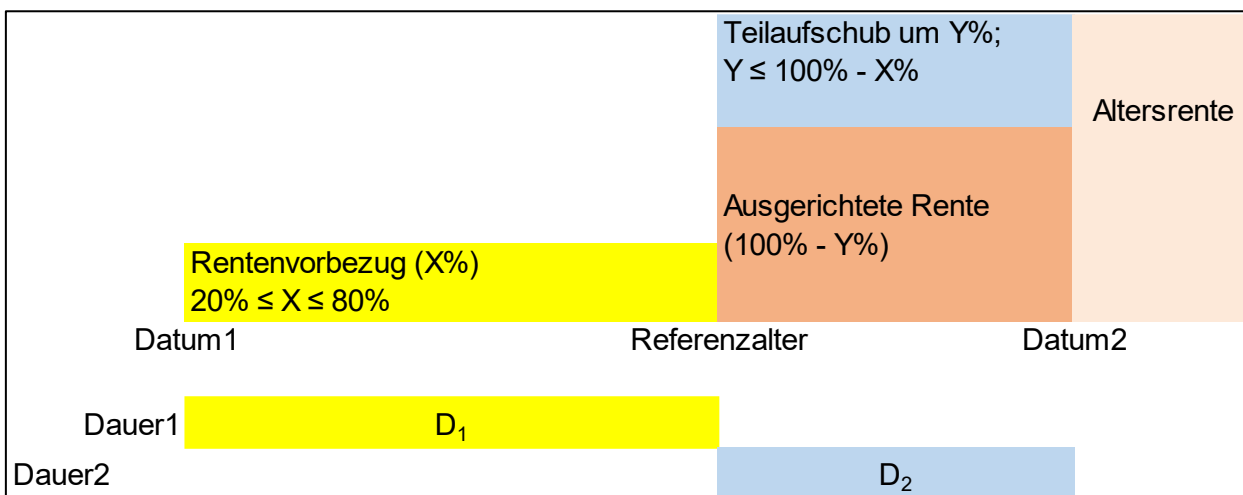 Teilaufschub um Y%;
Y ≤ 100% - X%
Altersrente
Ausgerichtete Rente
(100% - Y%)
Rentenvorbezug (X%)
20% ≤ X ≤ 80%
Datum1
Referenzalter
Datum2
Dauer1
D₁
Dauer2
D₂